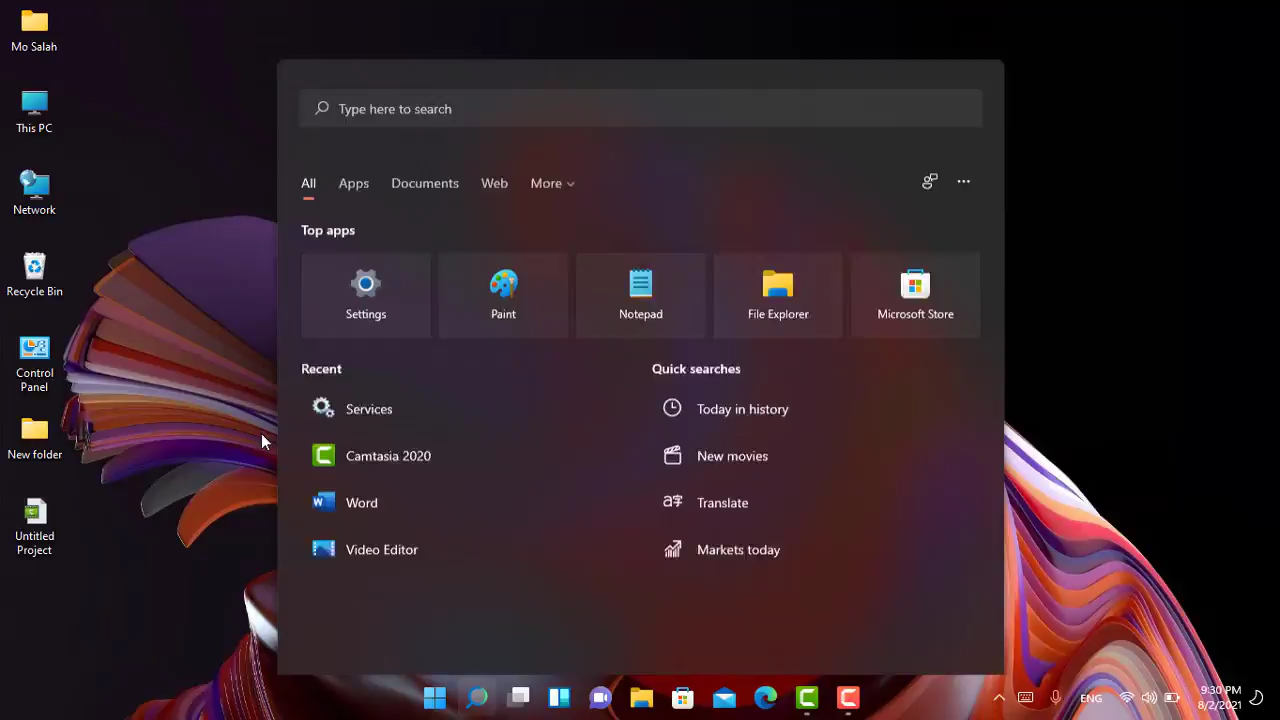 Mo Salah
This PC
Network
Recycle Bin
Control
Panel
New folder
Untitled
Project
Type here to search
All Apps Documents Web More
Top apps
Settings Paint Notepad File Explorer Microsoft Store
Recent
Services
Camtasia 2020
Word
Video Editor
Quick searches
Today in history
New movies
Translate
Markets today
ENG
9:30 PM
8/2/2021